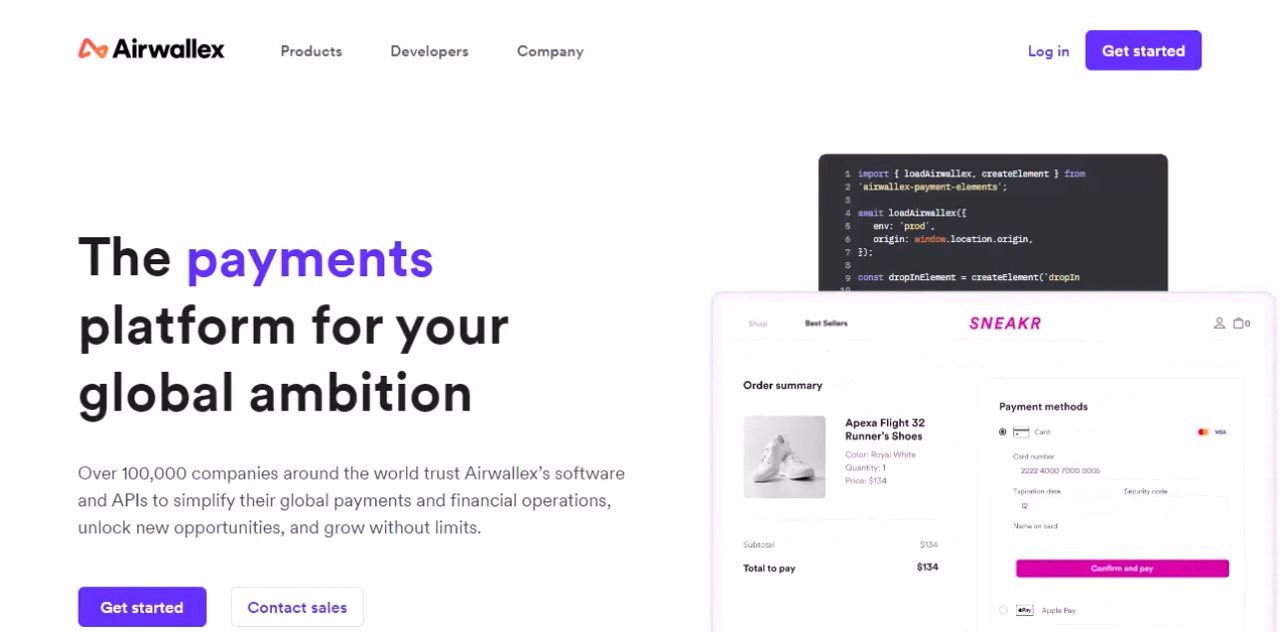 Airwallex
Products
Developers
Company
Log in
Get started
The payments
platform for your
global ambition
Over 100,000 companies around the world trust Airwallex's software
and APIs to simplify their global payments and financial operations,
unlock new opportunities, and grow without limits.
Get started
Contact sales
1 import { loadAirwallex, createElement } from
2 'airwallex-payment-elements';
3
4 await loadAirwallex({
5 env: 'prod',
6 origin: window.location.origin,
7 });
8
9 const dropInElement = createElement('dropIn
10
Shop
Best Sellers
SNEAKR
0
Order summary
Apexa Flight 32
Runner's Shoes
Color: Royal White
Quantity: 1
Price: $134
Subtotal $134
Total to pay $134
Payment methods
Card
VISA
Card number
2222 4000 7000 0005
Expiration date
Security code
12
Name on card
Confirm and pay
Pay
Apple Pay